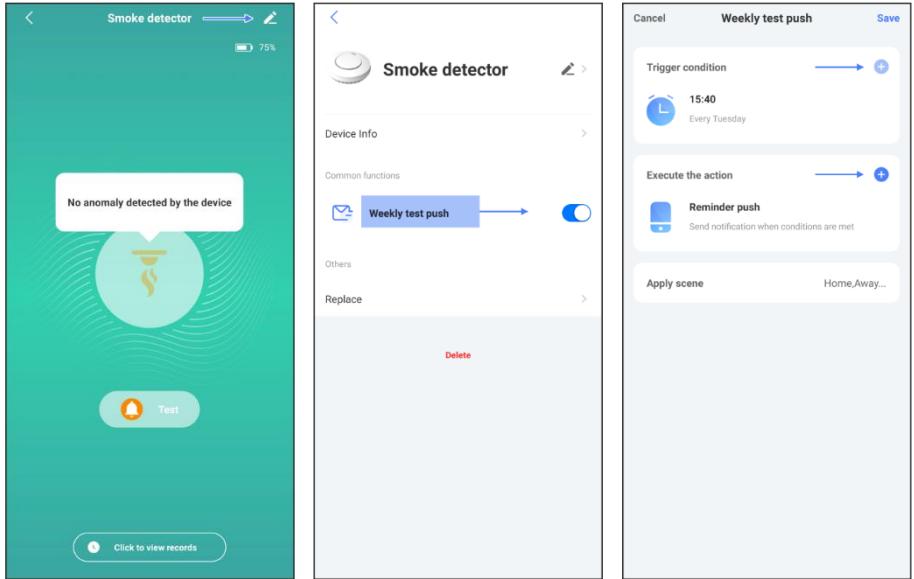 Smoke detector
75%
No anomaly detected by the device
Test
Click to view records
Smoke detector
Device Info
Common functions
Weekly test push
Others
Replace
Delete
Cancel Weekly test push Save
Trigger condition
15:40
Every Tuesday
Execute the action
Reminder push
Send notification when conditions are met
Apply scene Home,Away...